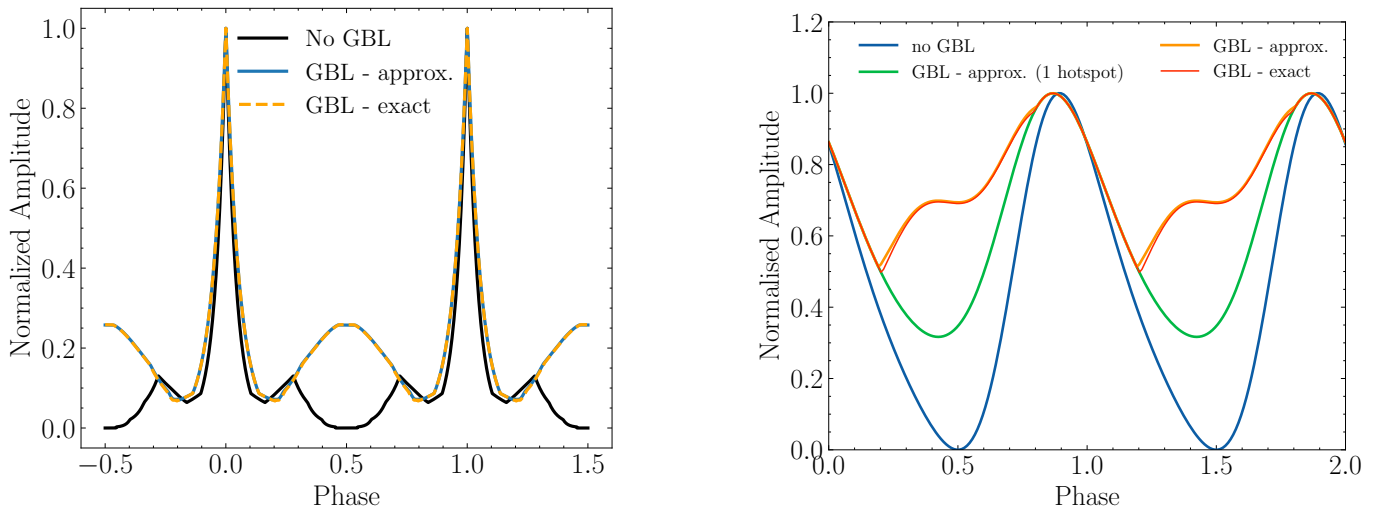 1.0
0.8
0.6
0.4
0.2
0.0
Normalized Amplitude
No GBL
GBL - approx.
GBL - exact
−0.5 0.0 0.5 1.0 1.5
Phase
1.2
1.0
0.8
0.6
0.4
0.2
0.0
Normalised Amplitude
no GBL
GBL - approx. (1 hotspot)
GBL - approx.
GBL - exact
0.0 0.5 1.0 1.5 2.0
Phase